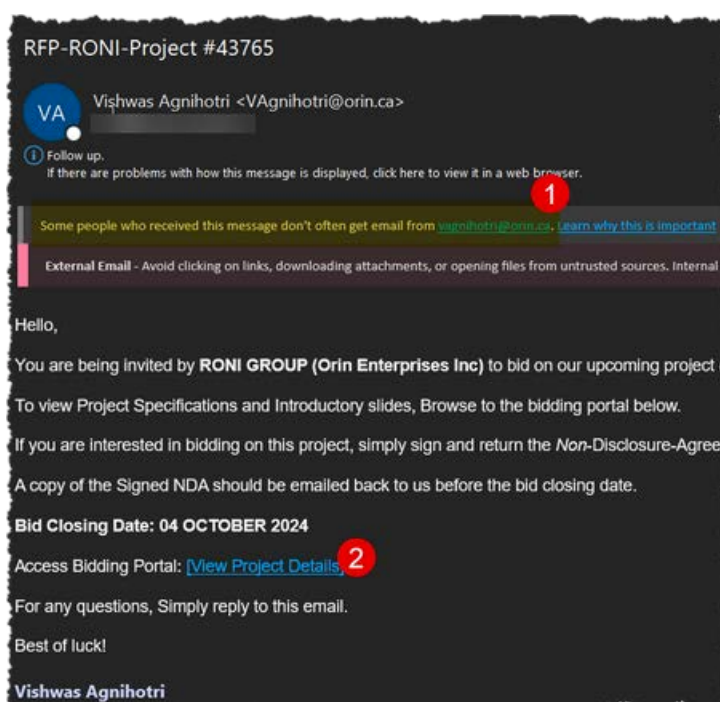 RFP-RONI-Project #43765
VA
Vishwas Agnihotri <VAgnihotri@orin.ca>
Follow up.
If there are problems with how this message is displayed, click here to view it in a web browser.
1
Some people who received this message don't often get email from vagnihotri@orin.ca. Learn why this is important
External Email - Avoid clicking on links, downloading attachments, or opening files from untrusted sources. Internal
Hello,
You are being invited by RONI GROUP (Orin Enterprises Inc) to bid on our upcoming project
To view Project Specifications and Introductory slides, Browse to the bidding portal below.
If you are interested in bidding on this project, simply sign and return the Non-Disclosure-Agree
A copy of the Signed NDA should be emailed back to us before the bid closing date.
Bid Closing Date: 04 OCTOBER 2024
Access Bidding Portal: [View Project Details] 2
For any questions, Simply reply to this email.
Best of luck!
Vishwas Agnihotri